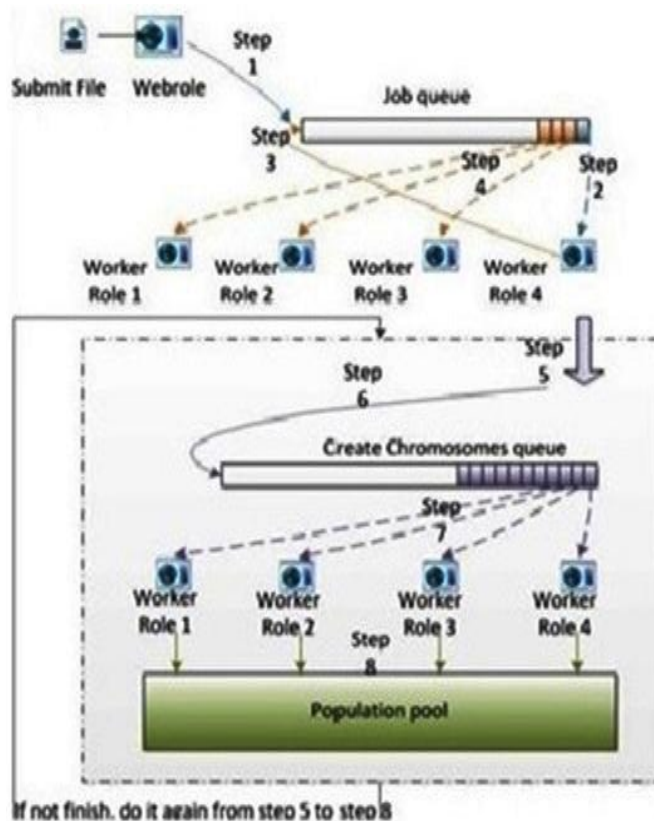 Step
1
Submit File
Webrole
Job queue
Step
3
Step
4
Step
2
Worker
Role 1
Worker
Role 2
Worker
Role 3
Worker
Role 4
Step
5
Step
6
Create Chromosomes queue
Step
7
Worker
Role 1
Worker
Role 2
Worker
Role 3
Worker
Role 4
Step
8
Population pool
If not finish, do it again from step 5 to step 8